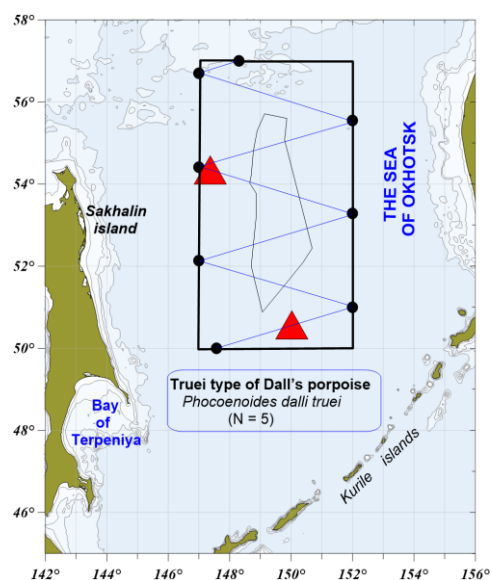 58°
56°
54°
52°
50°
48°
46°
142°
144°
146°
148°
150°
152°
154°
156°
Sakhalin
island
THE SEA
OF OKHOTSK
Truei type of Dall's porpoise
Phocoenoides dalli truei
(N = 5)
Bay
of
Terpeniya
Kurile islands